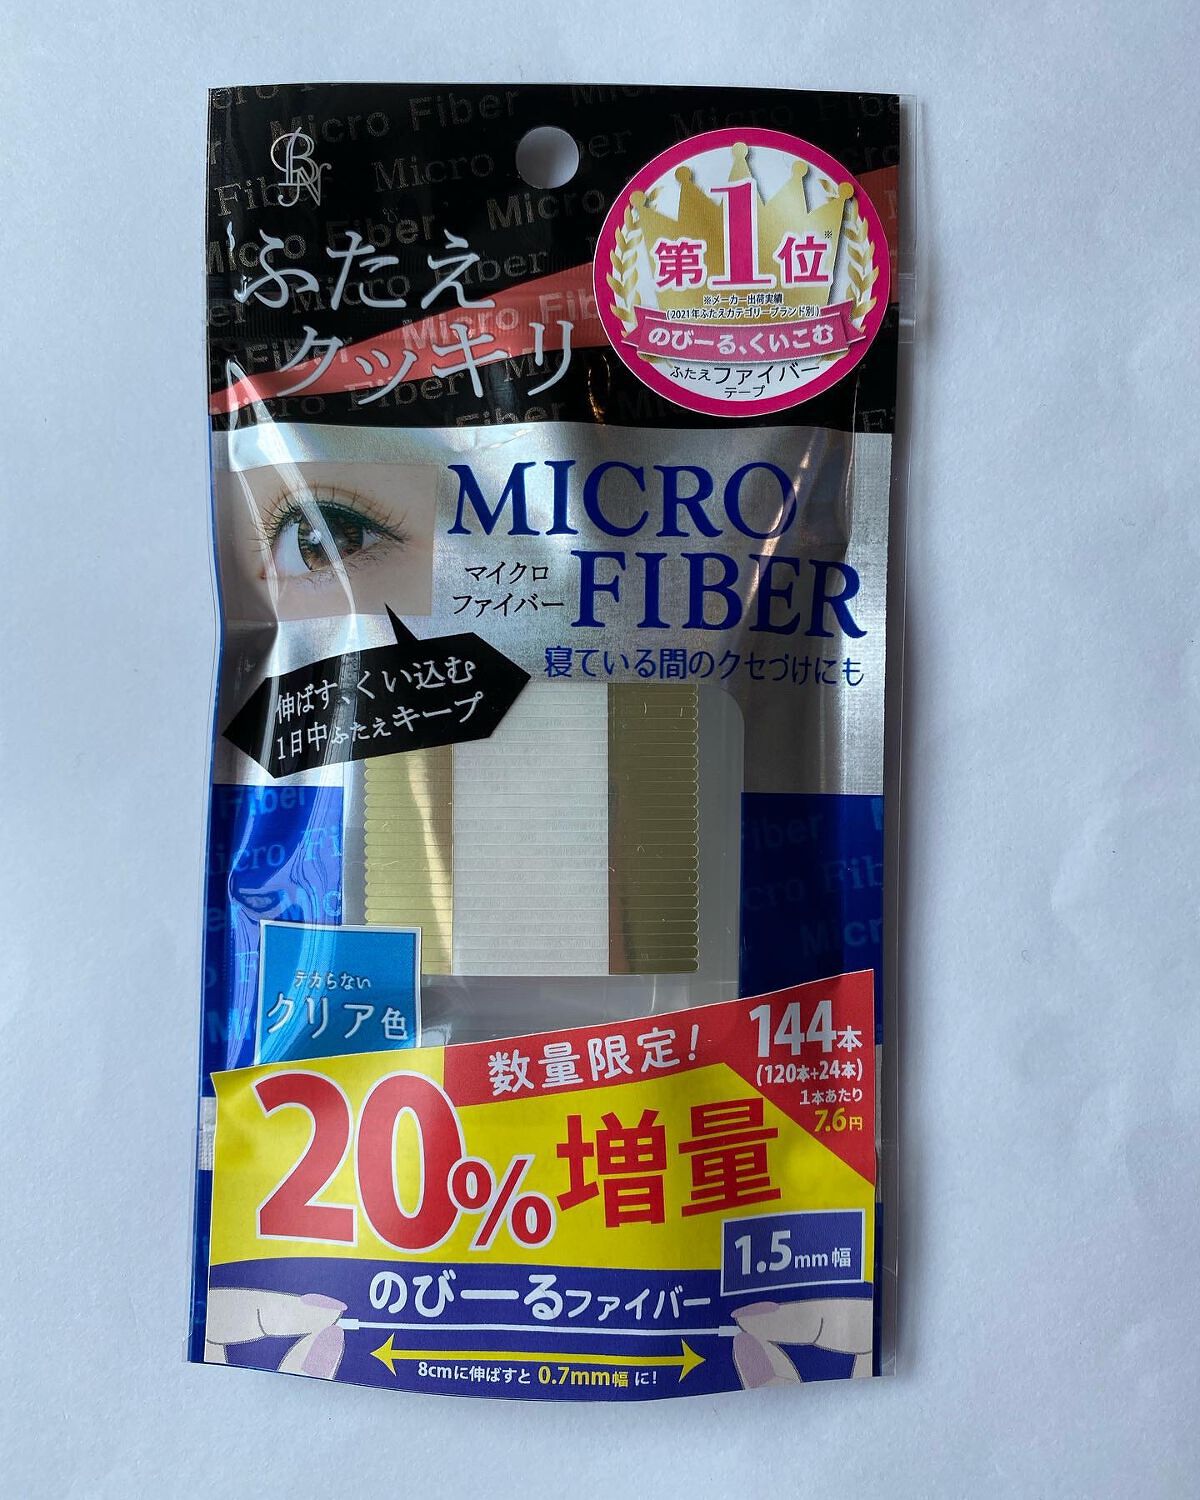 BN
ふたえ
クッキリ
第1位※
※メーカー出荷実績
(2021年ふたえカテゴリーブランド別)
のびーる、くいこむ
ふたえファイバー
テープ
MICRO
マイクロ
ファイバー
FIBER
寝ている間のクセづけにも
伸ばす、くい込む
1日中ふたえキープ
テカらない
クリア色
数量限定!
144本
(120本+24本)
1本あたり
7.6円
20%増量
1.5mm幅
のびーるファイバー
8cmに伸ばすと 0.7mm幅 に!